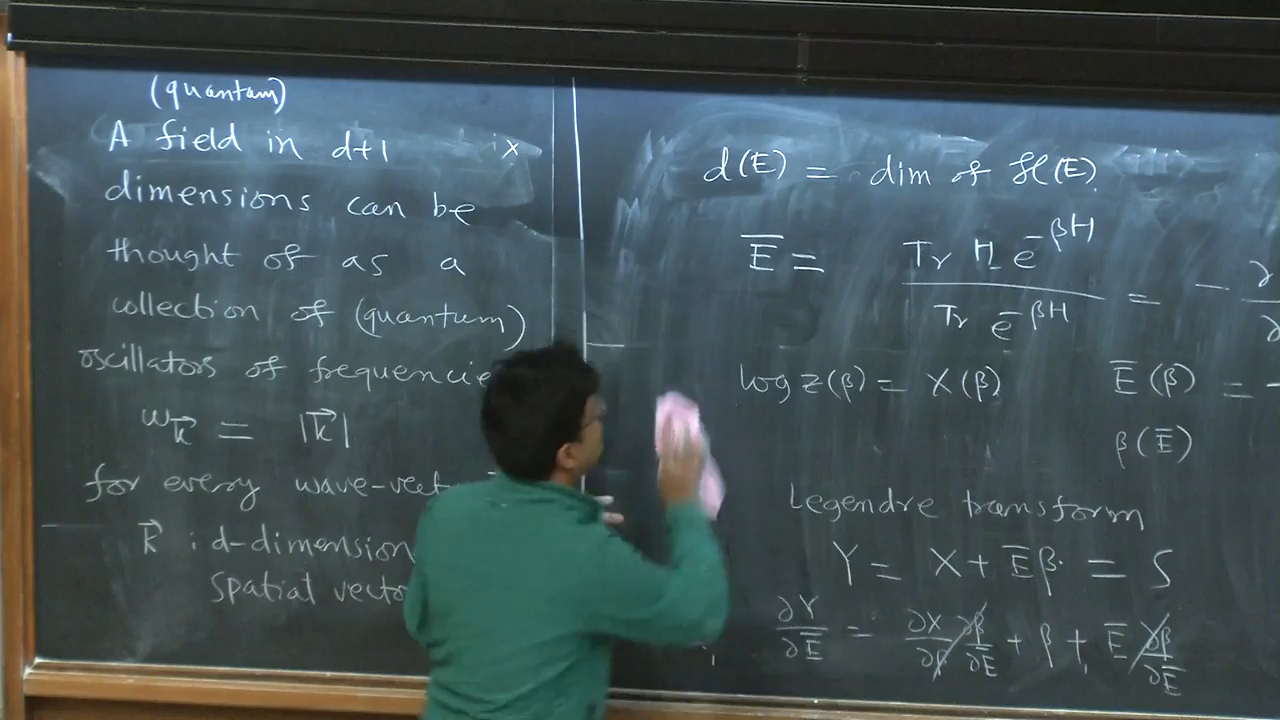 (quantum)
A field in d+1
dimensions can be
thought of as a
collection of (quantum)
oscillators of frequencie
ω_k⃗ = |k⃗|
for every wave-vect
k⃗ : d-dimension
spatial vecto
d(E) = dim of ℋ(E).
E̅ = Tr H e^{-βH} / Tr e^{-βH} = - ∂
log Z(β) = X(β)
E̅(β) = -
β(E̅)
Legendre transform
Y = X + E̅β = S
∂Y/∂E̅ = ∂X/∂β ∂β/∂E̅ + β + E̅ ∂β/∂E̅